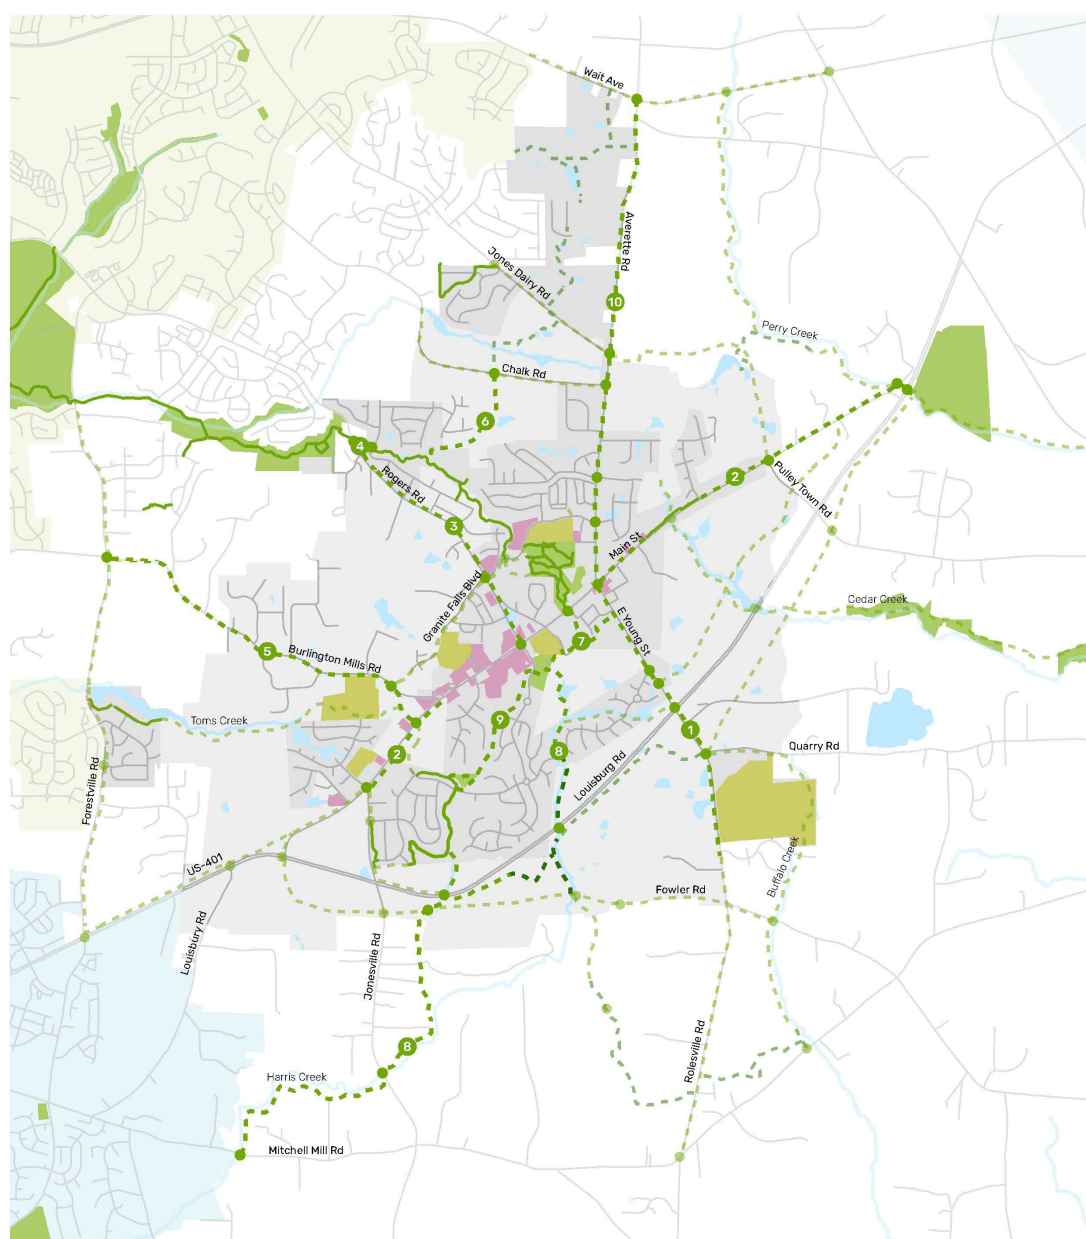 Wait Ave
Averette Rd
Jones Dairy Rd
10
Perry Creek
Chalk Rd
6
4
Rogers Rd
2
Pulley Town Rd
3
Main St
Granite Falls Blvd
Cedar Creek
E Young St
7
5
Burlington Mills Rd
Toms Creek
9
1
Quarry Rd
2
8
Louisburg Rd
Forestville Rd
US-401
Buffalo Creek
Fowler Rd
Louisbury Rd
Jonesville Rd
8
Rolesville Rd
Harris Creek
Mitchell Mill Rd